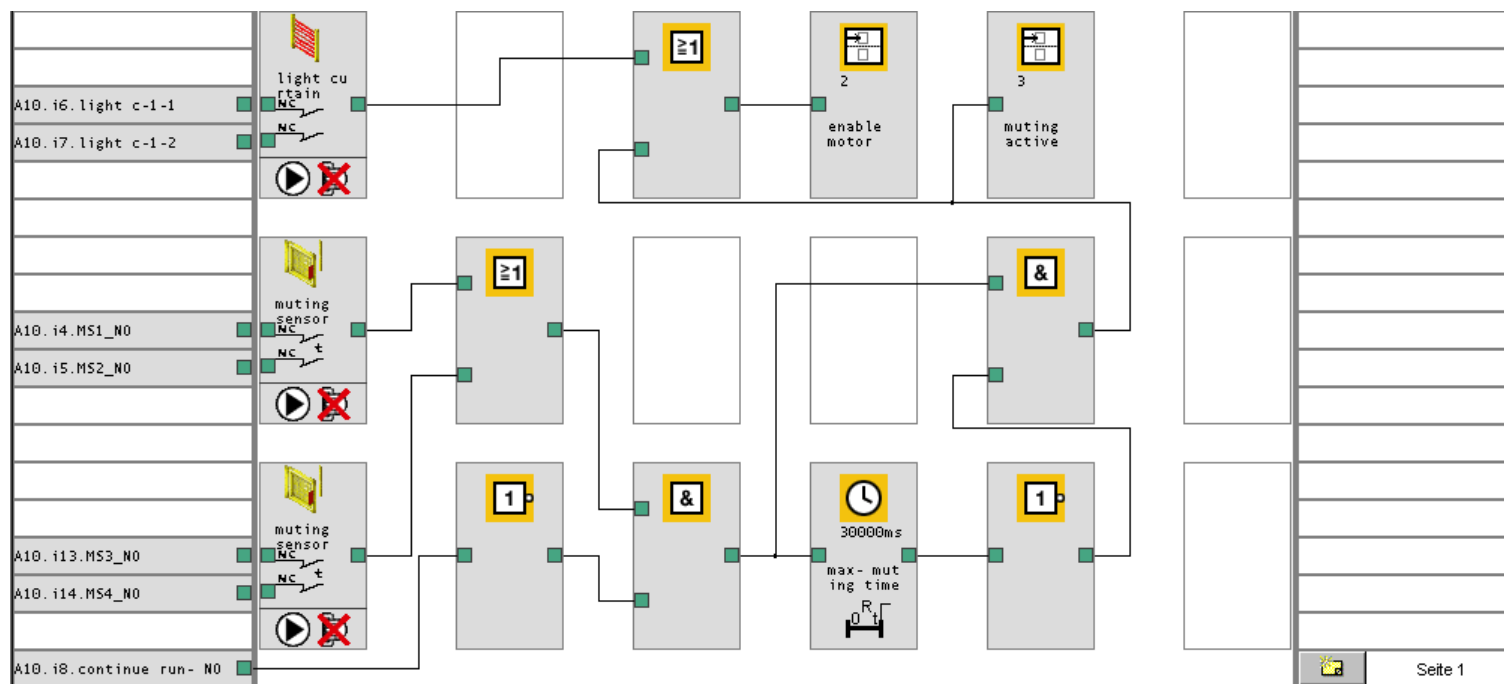 ≧1
light cu
rtain
2
3
A10.i6.light c-1-1
NC
enable
motor
muting
active
A10.i7.light c-1-2
NC
≧1
&
muting
sensor
A10.i4.MS1_NO
NC
A10.i5.MS2_NO
NC t
1
&
1
muting
sensor
30000ms
A10.i13.MS3_NO
NC
max- mut
ing time
A10.i14.MS4_NO
NC t
0 R t
A10.i8.continue run- NO
Seite 1